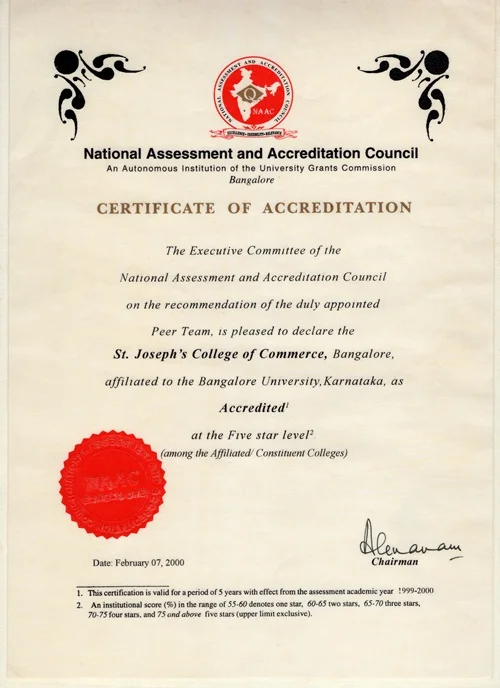 NATIONAL ASSESSMENT AND ACCREDITATION COUNCIL
Q
NAAC
National Assessment and Accreditation Council
An Autonomous Institution of the University Grants Commission
Bangalore
CERTIFICATE OF ACCREDITATION
The Executive Committee of the
National Assessment and Accreditation Council
on the recommendation of the duly appointed
Peer Team, is pleased to declare the
St. Joseph's College of Commerce, Bangalore,
affiliated to the Bangalore University, Karnataka, as
Accredited¹
at the Five star level²
(among the Affiliated/ Constituent Colleges)
NAAC
Chairman
Date: February 07, 2000
1. This certification is valid for a period of 5 years with effect from the assessment academic year 1999-2000
2. An institutional score (%) in the range of 55-60 denotes one star, 60-65 two stars, 65-70 three stars,
70-75 four stars, and 75 and above five stars (upper limit exclusive).